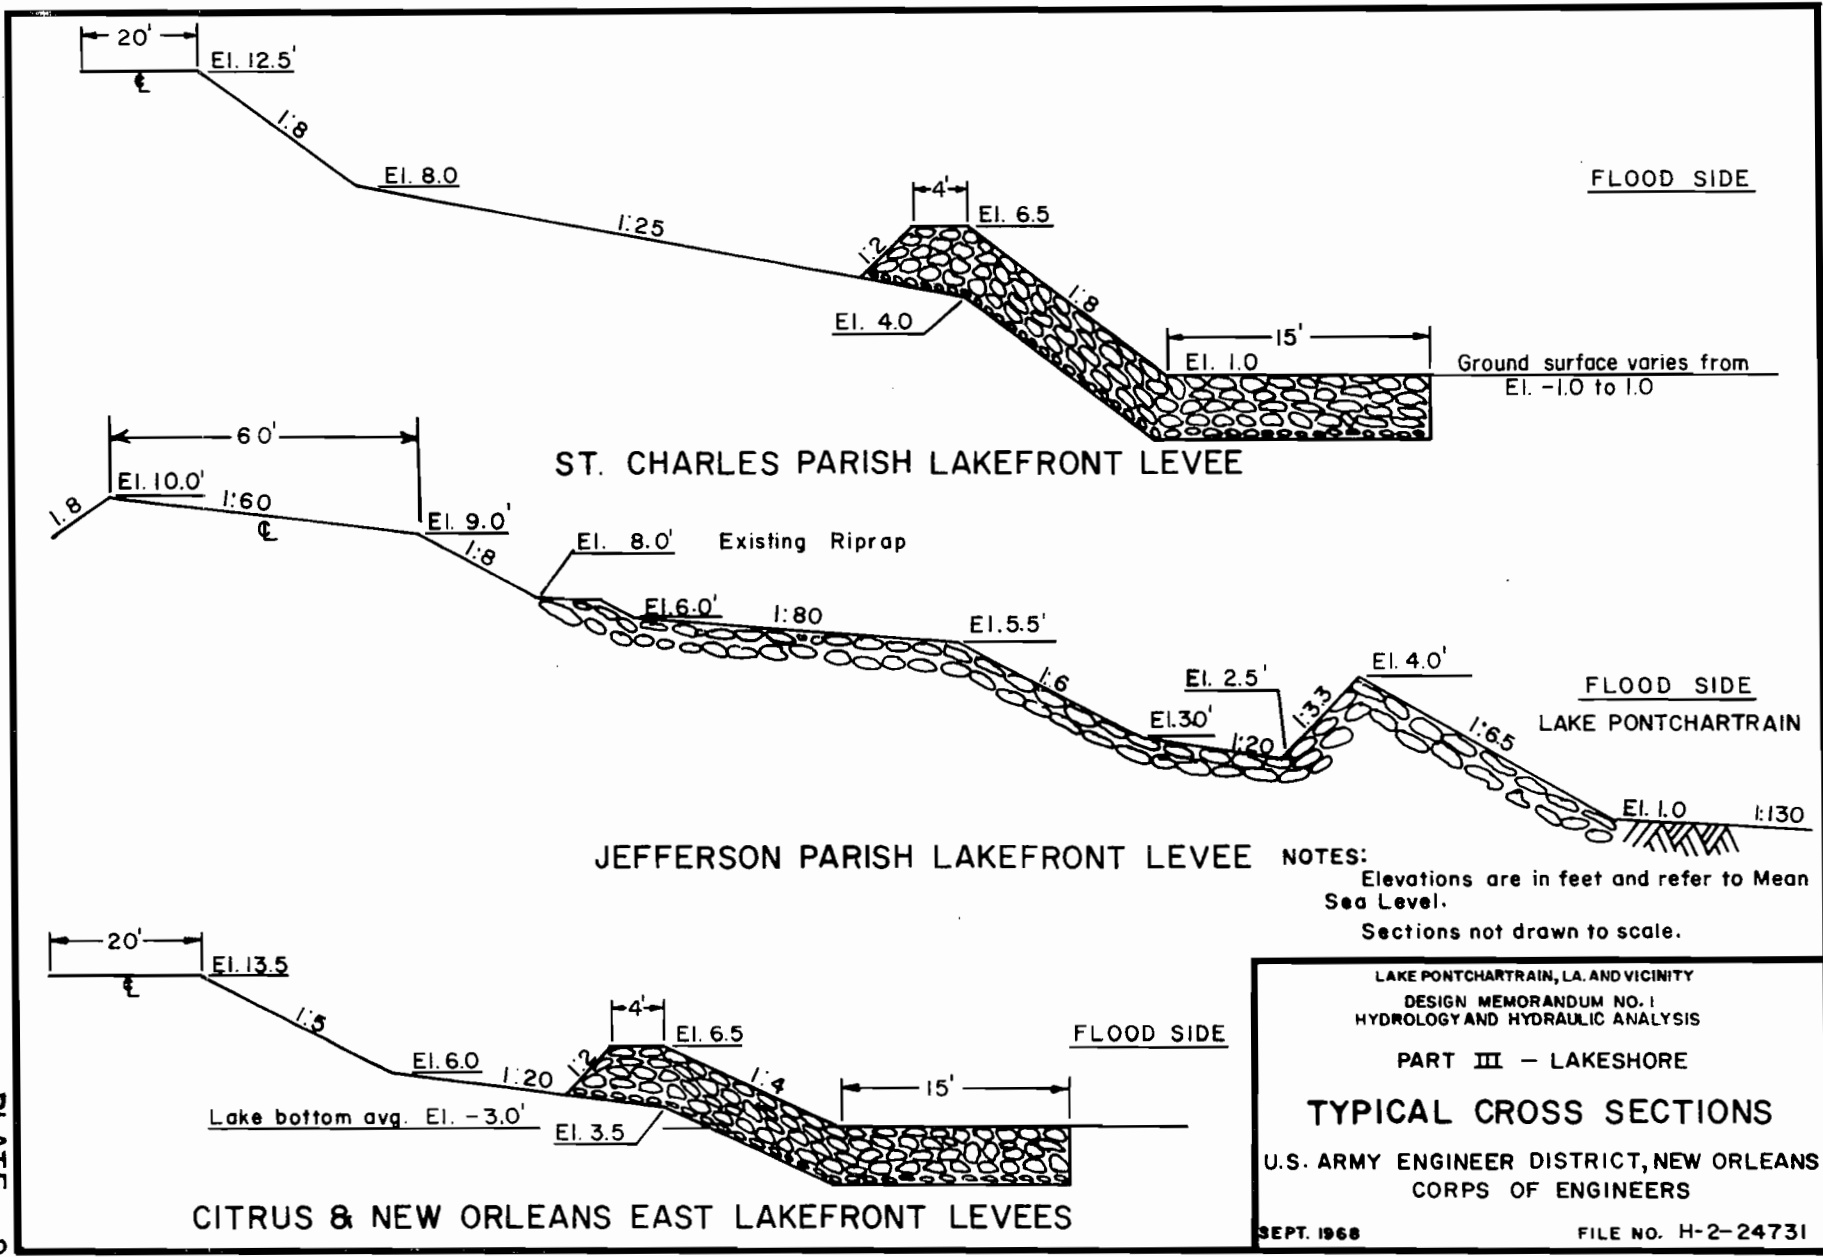 20'
El. 12.5'
℄
1:8
El. 8.0
FLOOD SIDE
1:25
4'
El. 6.5
1:2
1:8
El. 4.0
15'
El. 1.0
Ground surface varies from
El. -1.0 to 1.0
ST. CHARLES PARISH LAKEFRONT LEVEE
60'
El. 10.0'
1:60
1.8
℄
El. 9.0'
1:8
El. 8.0' Existing Riprap
El.6.0'
1:80
El.5.5'
1:6
El. 2.5'
El. 4.0'
El.3.0'
1:20
1:3.3
1:6.5
FLOOD SIDE
LAKE PONTCHARTRAIN
El. 1.0
1:130
JEFFERSON PARISH LAKEFRONT LEVEE
NOTES:
Elevations are in feet and refer to Mean
Sea Level.
Sections not drawn to scale.
20'
El. 13.5
℄
1:5
El. 6.0
1:20
4'
El. 6.5
1:2
1:4
15'
FLOOD SIDE
Lake bottom avg. El. -3.0'
El. 3.5
CITRUS & NEW ORLEANS EAST LAKEFRONT LEVEES
LAKE PONTCHARTRAIN, LA. AND VICINITY
DESIGN MEMORANDUM NO. 1
HYDROLOGY AND HYDRAULIC ANALYSIS
PART III - LAKESHORE
TYPICAL CROSS SECTIONS
U.S. ARMY ENGINEER DISTRICT, NEW ORLEANS
CORPS OF ENGINEERS
SEPT. 1968
FILE NO. H-2-24731